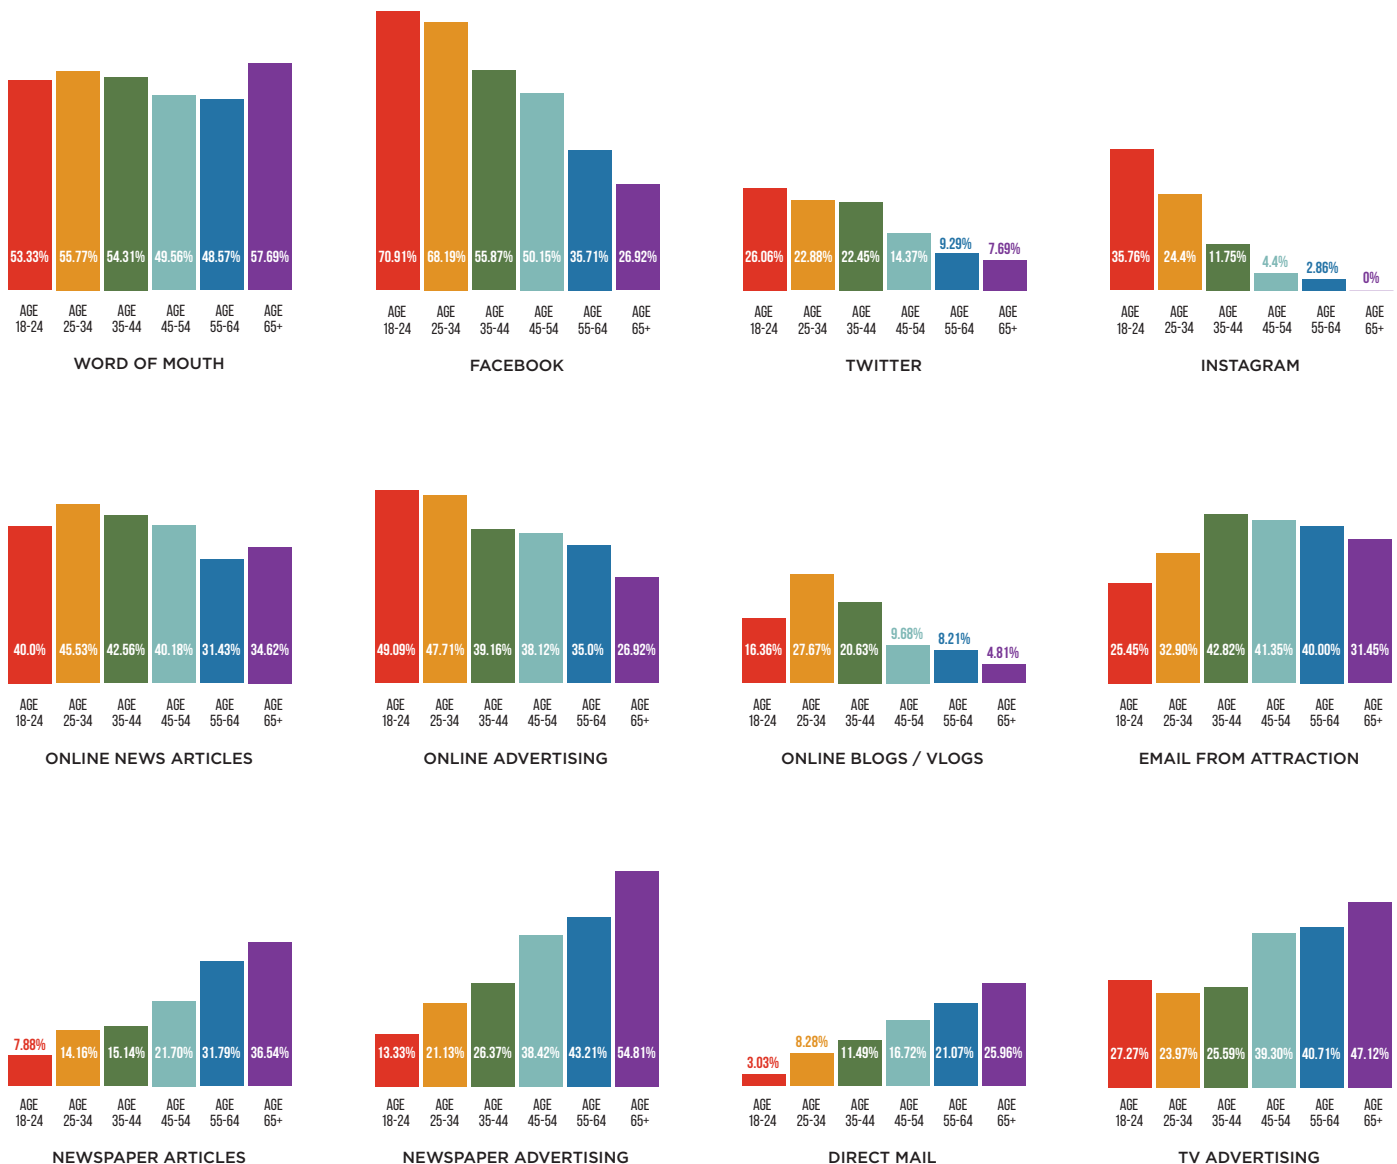 53.33% 55.77% 54.31% 49.56% 48.57% 57.69%
AGE AGE AGE AGE AGE AGE
18-24 25-34 35-44 45-54 55-64 65+
WORD OF MOUTH
70.91% 68.19% 55.87% 50.15% 35.71% 26.92%
AGE AGE AGE AGE AGE AGE
18-24 25-34 35-44 45-54 55-64 65+
FACEBOOK
26.06% 22.88% 22.45% 14.37% 9.29% 7.69%
AGE AGE AGE AGE AGE AGE
18-24 25-34 35-44 45-54 55-64 65+
TWITTER
35.76% 24.4% 11.75% 4.4% 2.86% 0%
AGE AGE AGE AGE AGE AGE
18-24 25-34 35-44 45-54 55-64 65+
INSTAGRAM
40.0% 45.53% 42.56% 40.18% 31.43% 34.62%
AGE AGE AGE AGE AGE AGE
18-24 25-34 35-44 45-54 55-64 65+
ONLINE NEWS ARTICLES
49.09% 47.71% 39.16% 38.12% 35.0% 26.92%
AGE AGE AGE AGE AGE AGE
18-24 25-34 35-44 45-54 55-64 65+
ONLINE ADVERTISING
16.36% 27.67% 20.63% 9.68% 8.21% 4.81%
AGE AGE AGE AGE AGE AGE
18-24 25-34 35-44 45-54 55-64 65+
ONLINE BLOGS / VLOGS
25.45% 32.90% 42.82% 41.35% 40.00% 31.45%
AGE AGE AGE AGE AGE AGE
18-24 25-34 35-44 45-54 55-64 65+
EMAIL FROM ATTRACTION
7.88% 14.16% 15.14% 21.70% 31.79% 36.54%
AGE AGE AGE AGE AGE AGE
18-24 25-34 35-44 45-54 55-64 65+
NEWSPAPER ARTICLES
13.33% 21.13% 26.37% 38.42% 43.21% 54.81%
AGE AGE AGE AGE AGE AGE
18-24 25-34 35-44 45-54 55-64 65+
NEWSPAPER ADVERTISING
3.03% 8.28% 11.49% 16.72% 21.07% 25.96%
AGE AGE AGE AGE AGE AGE
18-24 25-34 35-44 45-54 55-64 65+
DIRECT MAIL
27.27% 23.97% 25.59% 39.30% 40.71% 47.12%
AGE AGE AGE AGE AGE AGE
18-24 25-34 35-44 45-54 55-64 65+
TV ADVERTISING